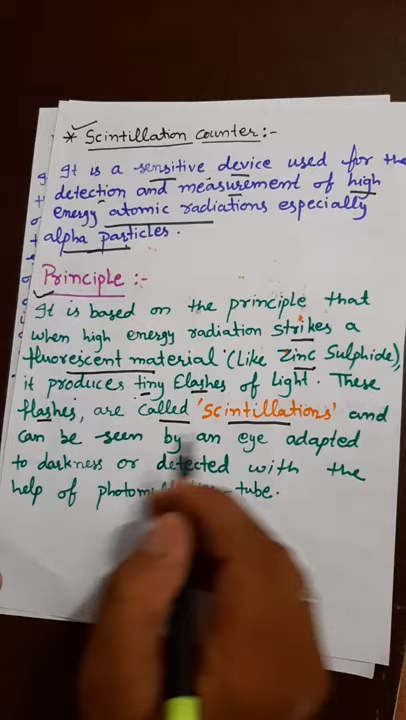 * Scintillation counter:-
It is a sensitive device used for the
detection and measurement of high
energy atomic radiations especially
alpha particles.
Principle :-
It is based on the principle that
when high energy radiation strikes a
fluorescent material (like Zinc Sulphide),
it produces tiny Elashes of Light. These
flashes, are called 'Scintillations' and
can be seen by an eye adapted
to darkness or detected with the
help of tube.